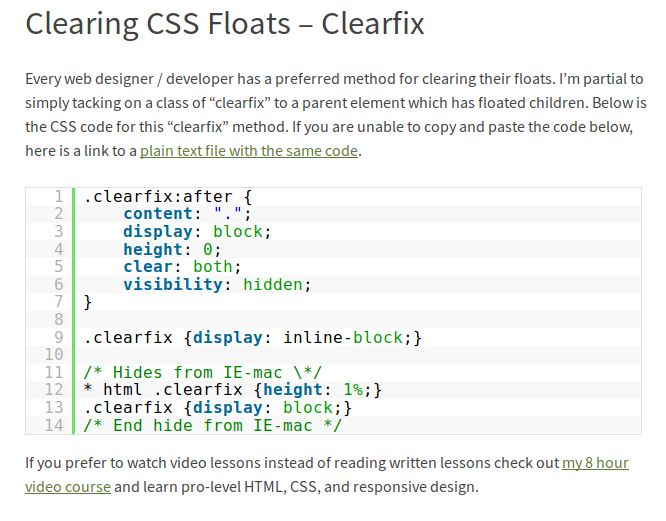 Clearing CSS Floats – Clearfix
Every web designer / developer has a preferred method for clearing their floats. I’m partial to
simply tacking on a class of “clearfix” to a parent element which has floated children. Below is
the CSS code for this “clearfix” method. If you are unable to copy and paste the code below,
here is a link to a plain text file with the same code.
1 .clearfix:after {
2     content: ".";
3     display: block;
4     height: 0;
5     clear: both;
6     visibility: hidden;
7 }
8
9 .clearfix {display: inline-block;}
10
11 /* Hides from IE-mac \*/
12 * html .clearfix {height: 1%;}
13 .clearfix {display: block;}
14 /* End hide from IE-mac */
If you prefer to watch video lessons instead of reading written lessons check out my 8 hour
video course and learn pro-level HTML, CSS, and responsive design.